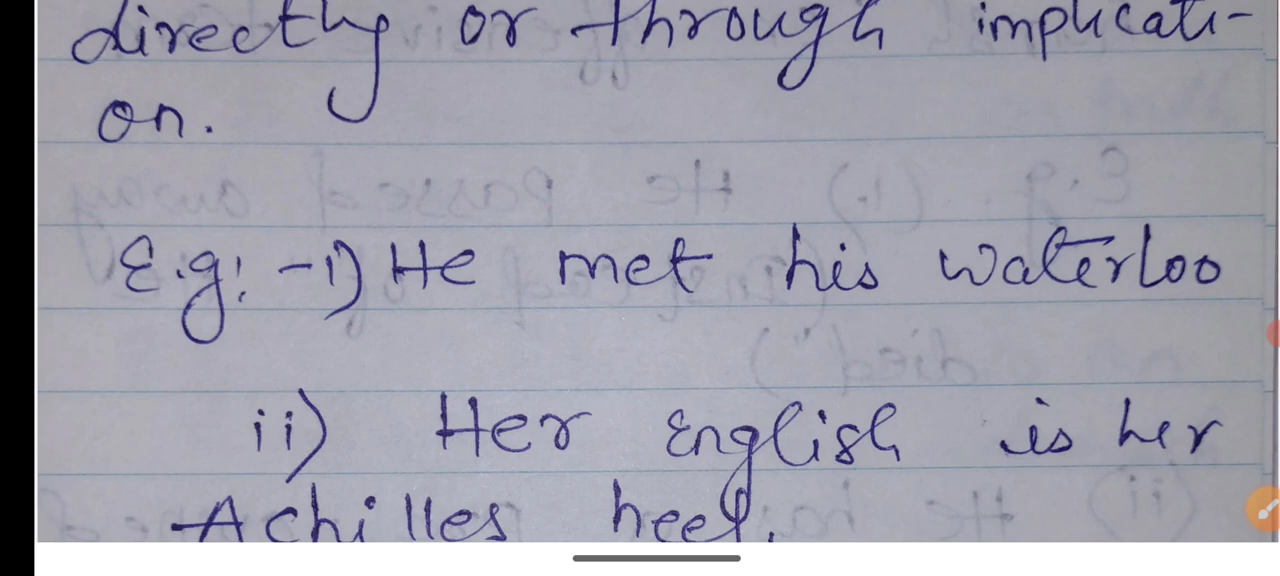 directly or through implicati-
on.
E.g! -i) He met his waterloo
ii) Her English is her
Achilles heel.